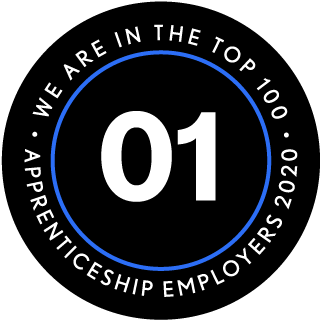 WE ARE IN THE TOP 100
01
• APPRENTICESHIP EMPLOYERS 2020 •